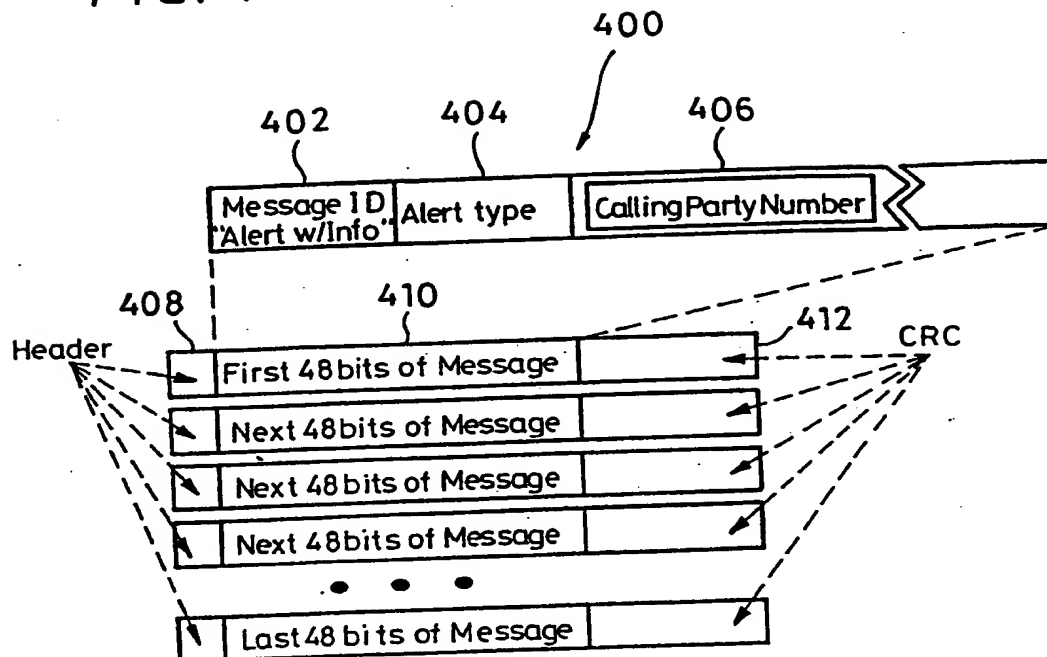 400
402 404 406
Message ID
"Alert w/Info"
Alert type
Calling Party Number
408 410 412
Header
CRC
First 48 bits of Message
Next 48 bits of Message
Next 48 bits of Message
Next 48 bits of Message
Last 48 bits of Message